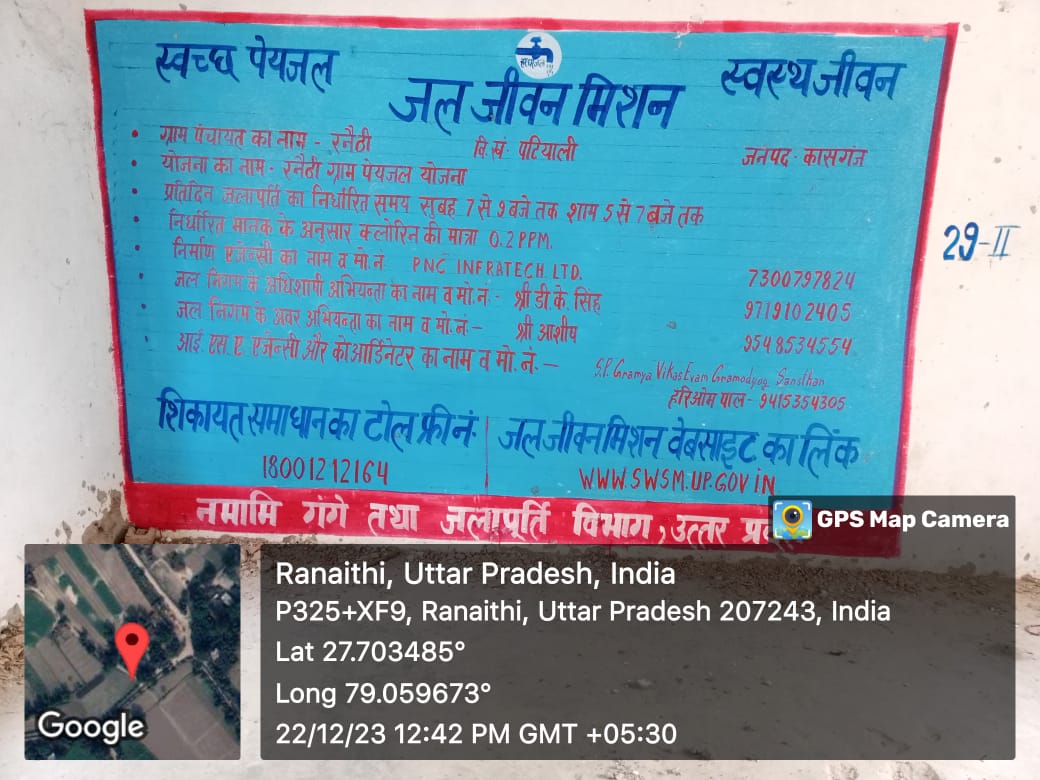 स्वच्छ पेयजल
हर घर जल
स्वस्थ जीवन
जल जीवन मिशन
• ग्राम पंचायत का नाम - रनैठी वि.खं. पटियाली जनपद - कासगंज
• योजना का नाम - रनैठी ग्राम पेयजल योजना
• प्रतिदिन जलापूर्ति का निर्धारित समय सुबह 7 से 9 बजे तक शाम 5 से 7 बजे तक
• निर्धारित मानक के अनुसार क्लोरिन की मात्रा 0.2 PPM.
• निर्माण एजेन्सी का नाम व मो.नं. PNC INFRATECH LTD. 7300797824
• जल निगम के अधिशाषी अभियन्ता का नाम व मो.नं. - श्री डी.के. सिंह 9719102405
• जल निगम के अवर अभियन्ता का नाम व मो.नं. - श्री आशीष 9548534554
• आई. एस. ए. एजेन्सी और कोआर्डिनेटर का नाम व मो. नं. - S.P. Gramya Vikas Evam Gramodyog Sansthan
हरिओम पाल - 9415354305
शिकायत समाधान का टोल फ्री नं.
18001212164
जल जीवन मिशन वेबसाइट का लिंक
WWW.SWSM.UP.GOV.IN
नमामि गंगे तथा जलापूर्ति विभाग, उत्तर
29-II
GPS Map Camera
Google
Ranaithi, Uttar Pradesh, India
P325+XF9, Ranaithi, Uttar Pradesh 207243, India
Lat 27.703485°
Long 79.059673°
22/12/23 12:42 PM GMT +05:30